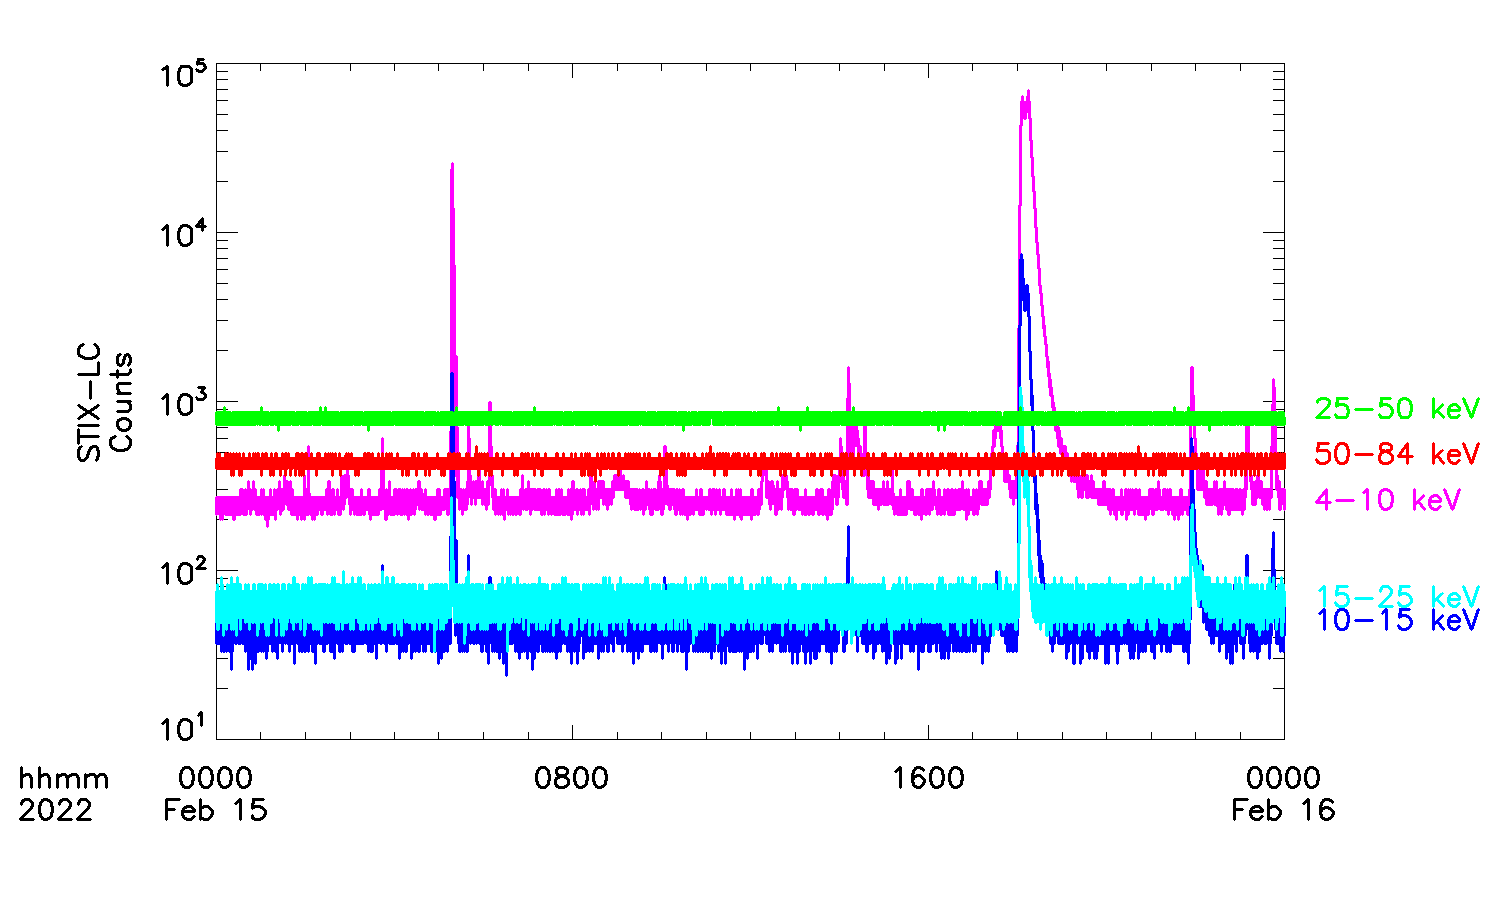 10⁵
10⁴
10³
10²
10¹
STIX-LC
Counts
25-50 keV
50-84 keV
4-10 keV
15-25 keV
10-15 keV
hhmm 0000 0800 1600 0000
2022 Feb 15 Feb 16